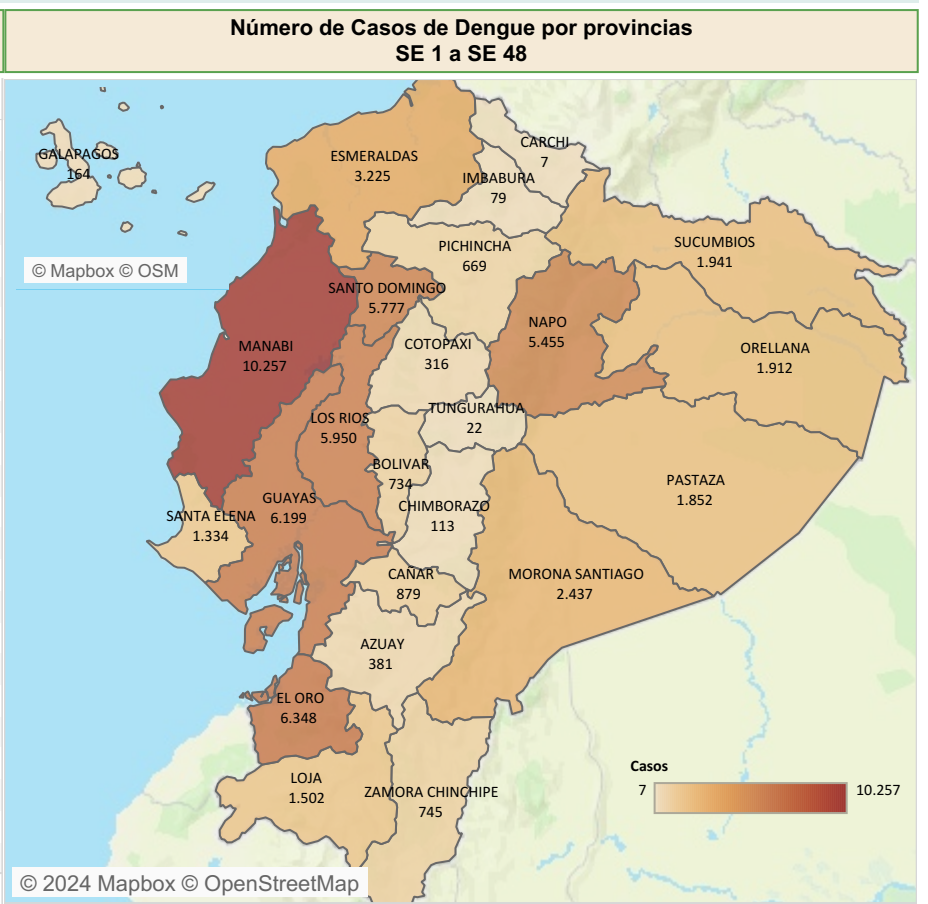 Número de Casos de Dengue por provincias
SE 1 a SE 48
GALAPAGOS
164
ESMERALDAS
3.225
CARCHI
7
IMBABURA
79
SUCUMBIOS
1.941
PICHINCHA
669
© Mapbox © OSM
SANTO DOMINGO
5.777
NAPO
5.455
MANABI
10.257
COTOPAXI
316
ORELLANA
1.912
TUNGURAHUA
22
LOS RIOS
5.950
BOLIVAR
734
PASTAZA
1.852
GUAYAS
6.199
CHIMBORAZO
113
SANTA ELENA
1.334
CAÑAR
879
MORONA SANTIAGO
2.437
AZUAY
381
EL ORO
6.348
LOJA
1.502
ZAMORA CHINCHIPE
745
Casos
7 10.257
© 2024 Mapbox © OpenStreetMap